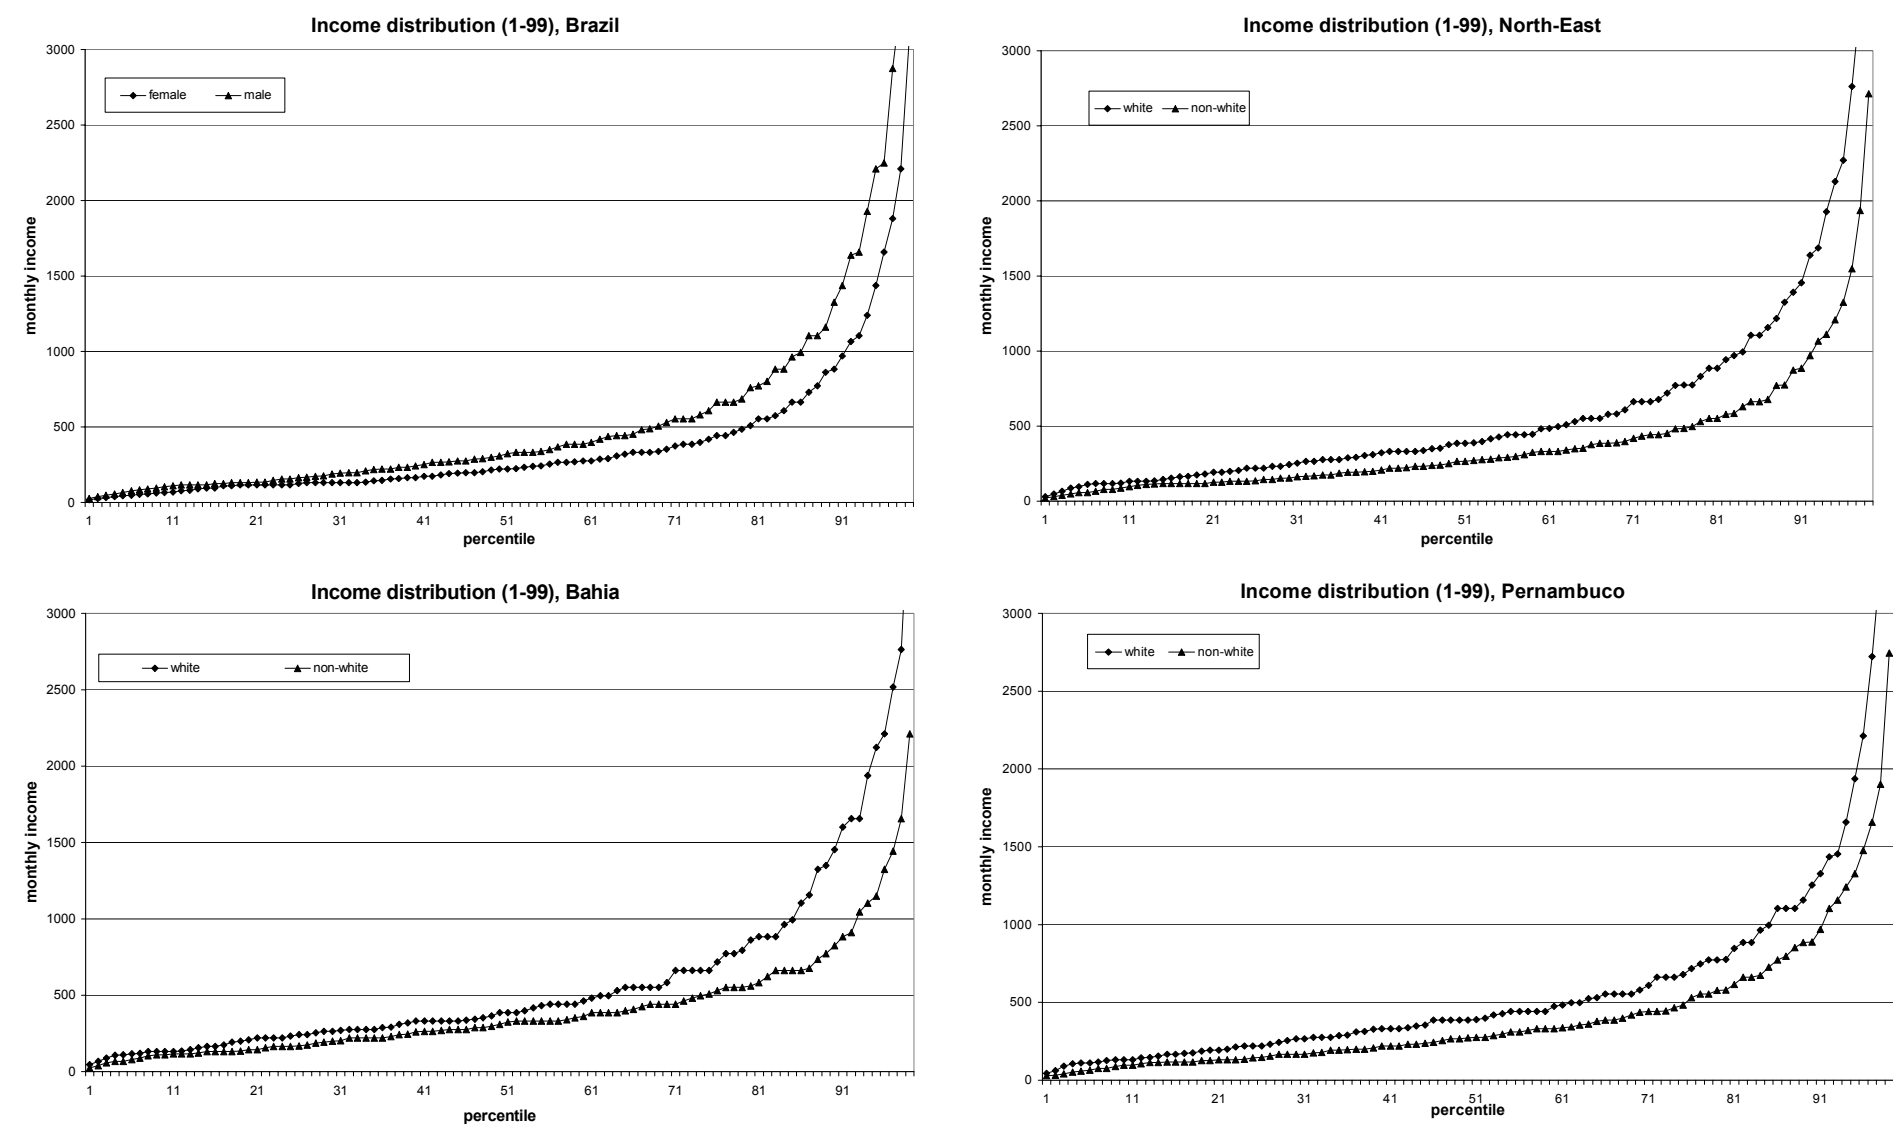 Income distribution (1-99), Brazil
3000
2500
2000
1500
1000
500
0
monthly income
female male
1 11 21 31 41 51 61 71 81 91
percentile
Income distribution (1-99), North-East
3000
2500
2000
1500
1000
500
0
monthly income
white non-white
1 11 21 31 41 51 61 71 81 91
percentile
Income distribution (1-99), Bahia
3000
2500
2000
1500
1000
500
0
monthly income
white non-white
1 11 21 31 41 51 61 71 81 91
percentile
Income distribution (1-99), Pernambuco
3000
2500
2000
1500
1000
500
0
monthly income
white non-white
1 11 21 31 41 51 61 71 81 91
percentile